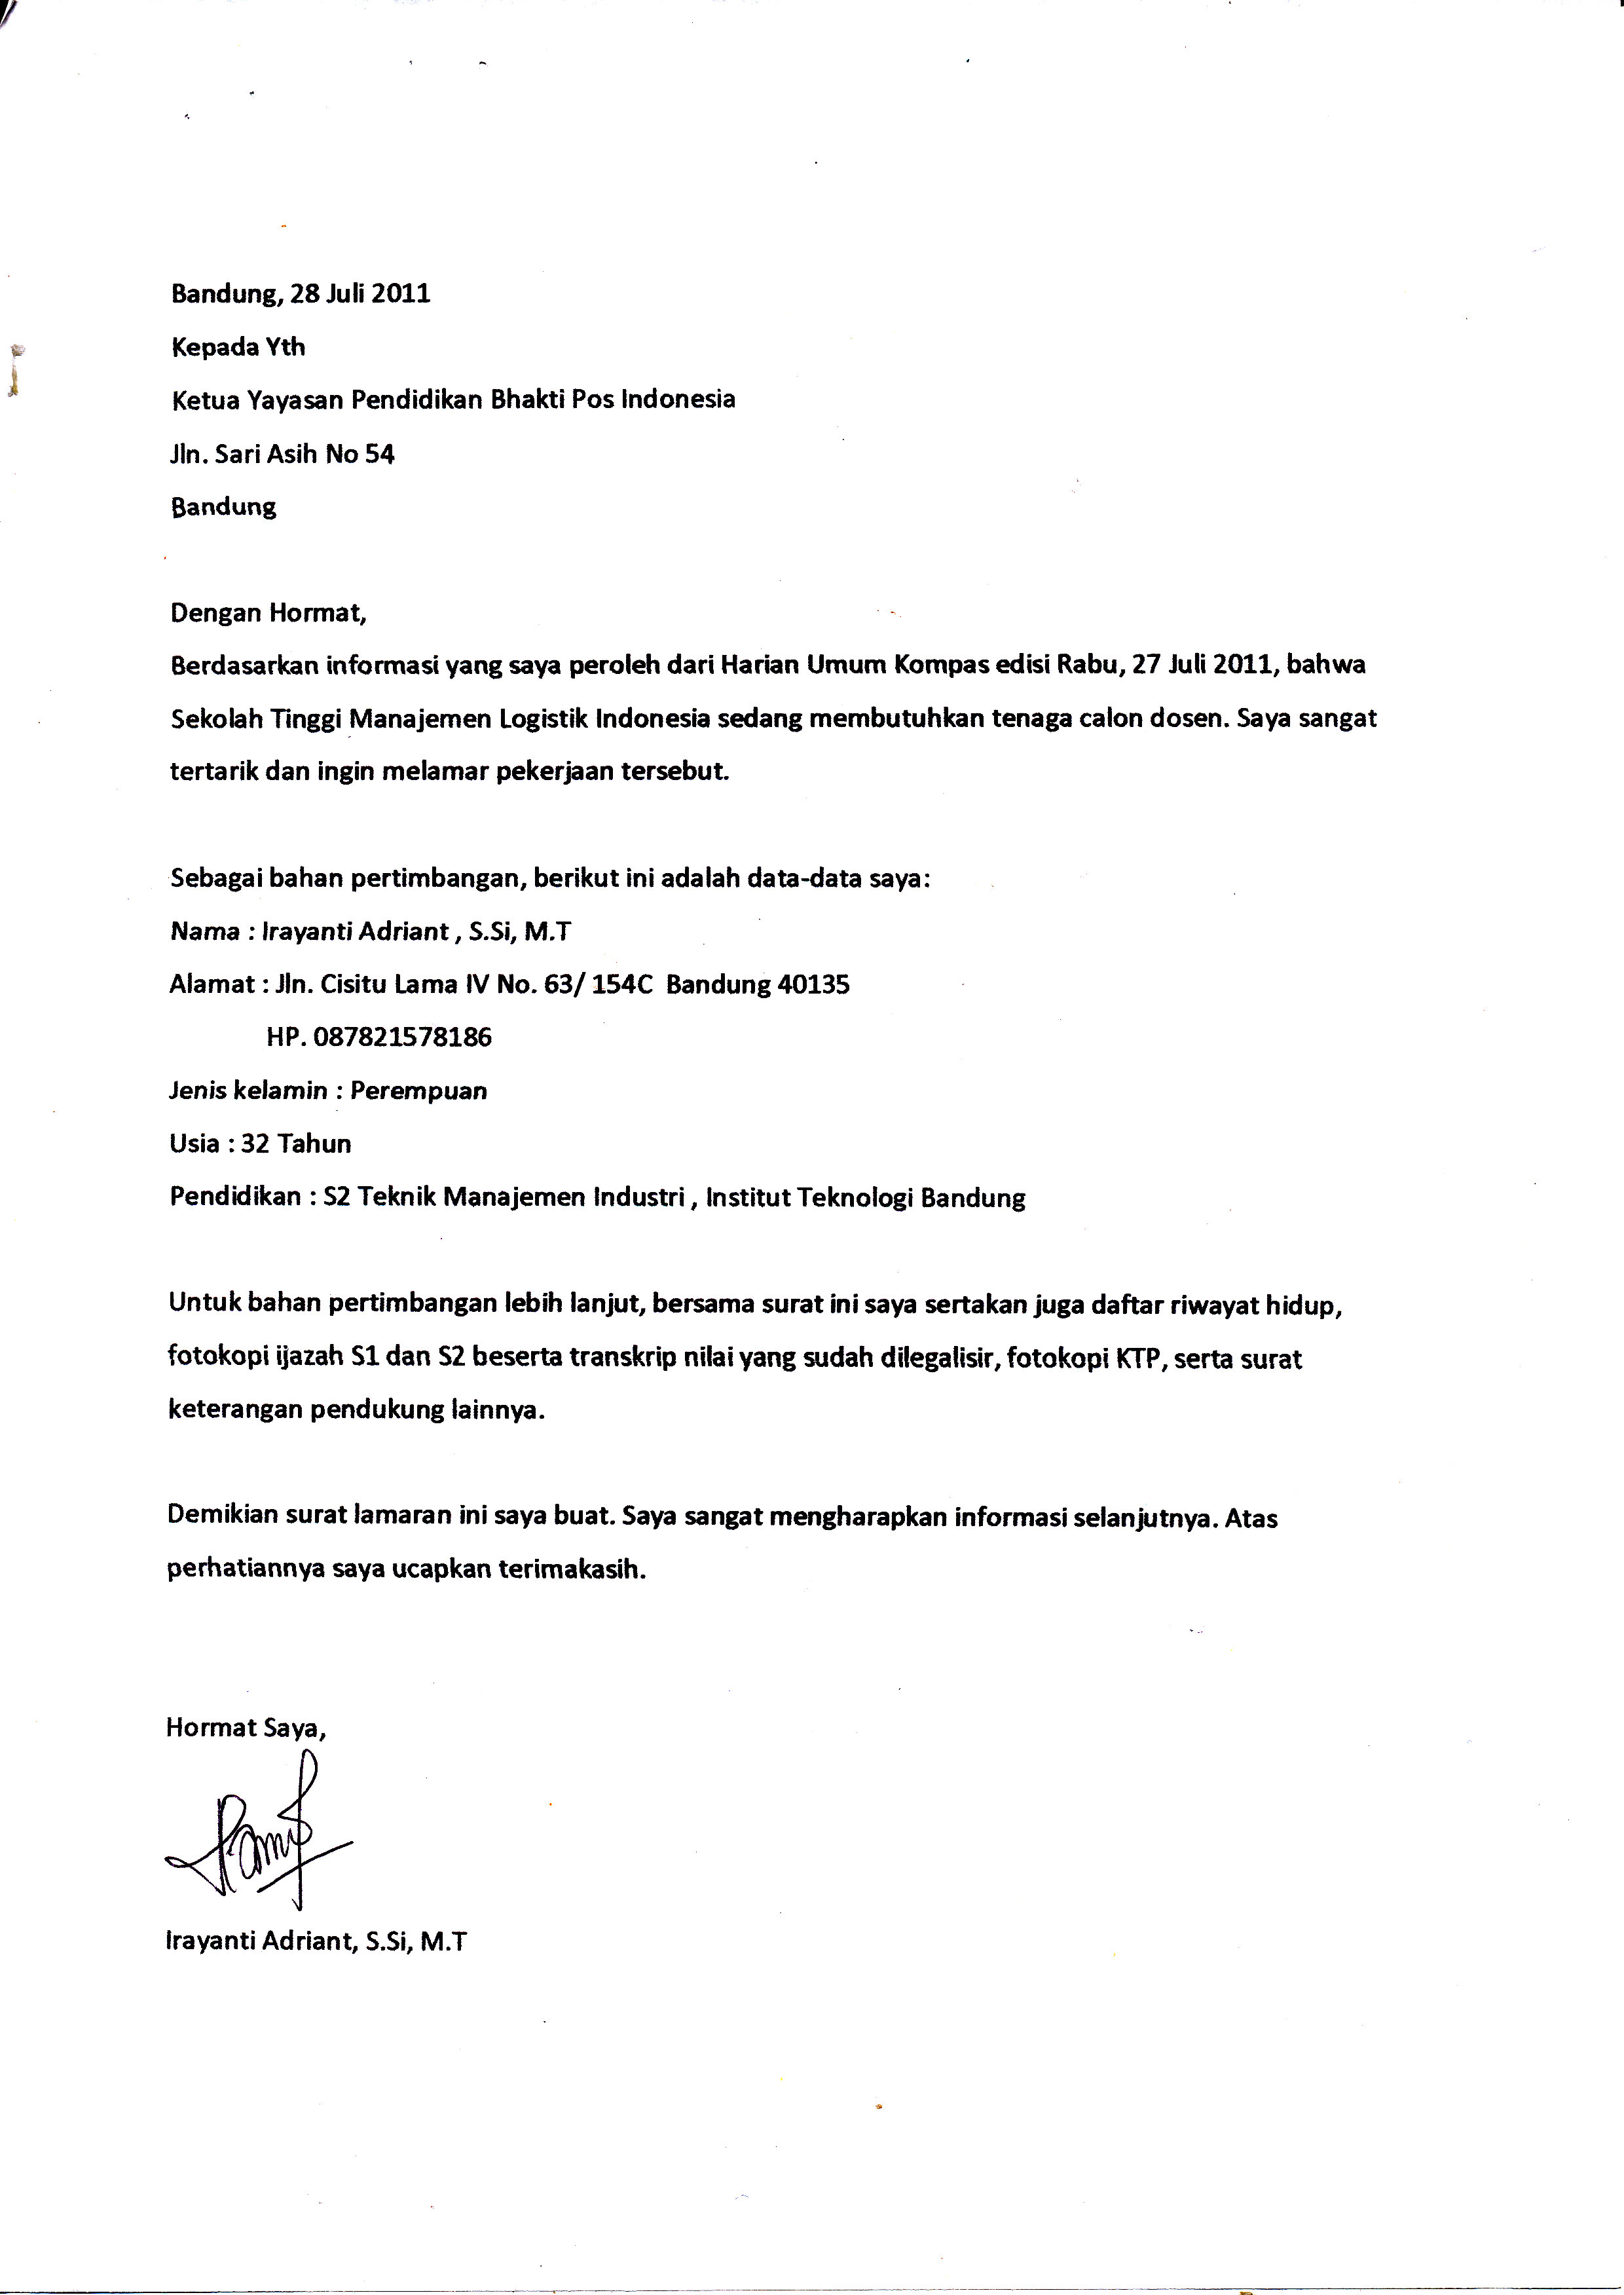 Bandung, 28 Juli 2011
Kepada Yth
Ketua Yayasan Pendidikan Bhakti Pos Indonesia
Jln. Sari Asih No 54
Bandung
Dengan Hormat,
Berdasarkan informasi yang saya peroleh dari Harian Umum Kompas edisi Rabu, 27 Juli 2011, bahwa
Sekolah Tinggi Manajemen Logistik Indonesia sedang membutuhkan tenaga calon dosen. Saya sangat
tertarik dan ingin melamar pekerjaan tersebut.
Sebagai bahan pertimbangan, berikut ini adalah data-data saya:
Nama : Irayanti Adriant , S.Si, M.T
Alamat : Jln. Cisitu Lama IV No. 63/ 154C  Bandung 40135
HP. 087821578186
Jenis kelamin : Perempuan
Usia : 32 Tahun
Pendidikan : S2 Teknik Manajemen Industri , Institut Teknologi Bandung
Untuk bahan pertimbangan lebih lanjut, bersama surat ini saya sertakan juga daftar riwayat hidup,
fotokopi ijazah S1 dan S2 beserta transkrip nilai yang sudah dilegalisir, fotokopi KTP, serta surat
keterangan pendukung lainnya.
Demikian surat lamaran ini saya buat. Saya sangat mengharapkan informasi selanjutnya. Atas
perhatiannya saya ucapkan terimakasih.
Hormat Saya,
Irayanti Adriant, S.Si, M.T